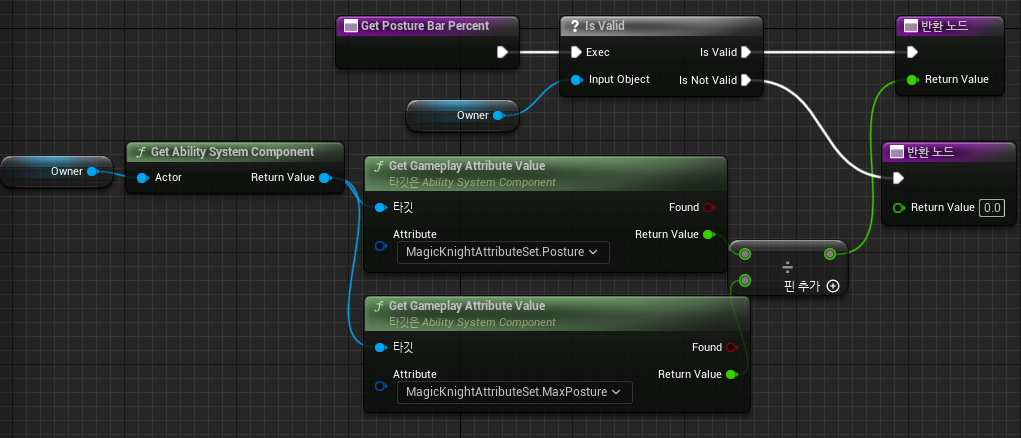 Get Posture Bar Percent
? Is Valid
Exec
Is Valid
Input Object
Is Not Valid
반환 노드
Return Value
Owner
Owner
f Get Ability System Component
Actor
Return Value
f Get Gameplay Attribute Value
타깃은 Ability System Component
타깃
Found
Attribute
Return Value
MagicKnightAttributeSet.Posture
반환 노드
Return Value 0.0
÷
핀 추가
f Get Gameplay Attribute Value
타깃은 Ability System Component
타깃
Found
Attribute
Return Value
MagicKnightAttributeSet.MaxPosture